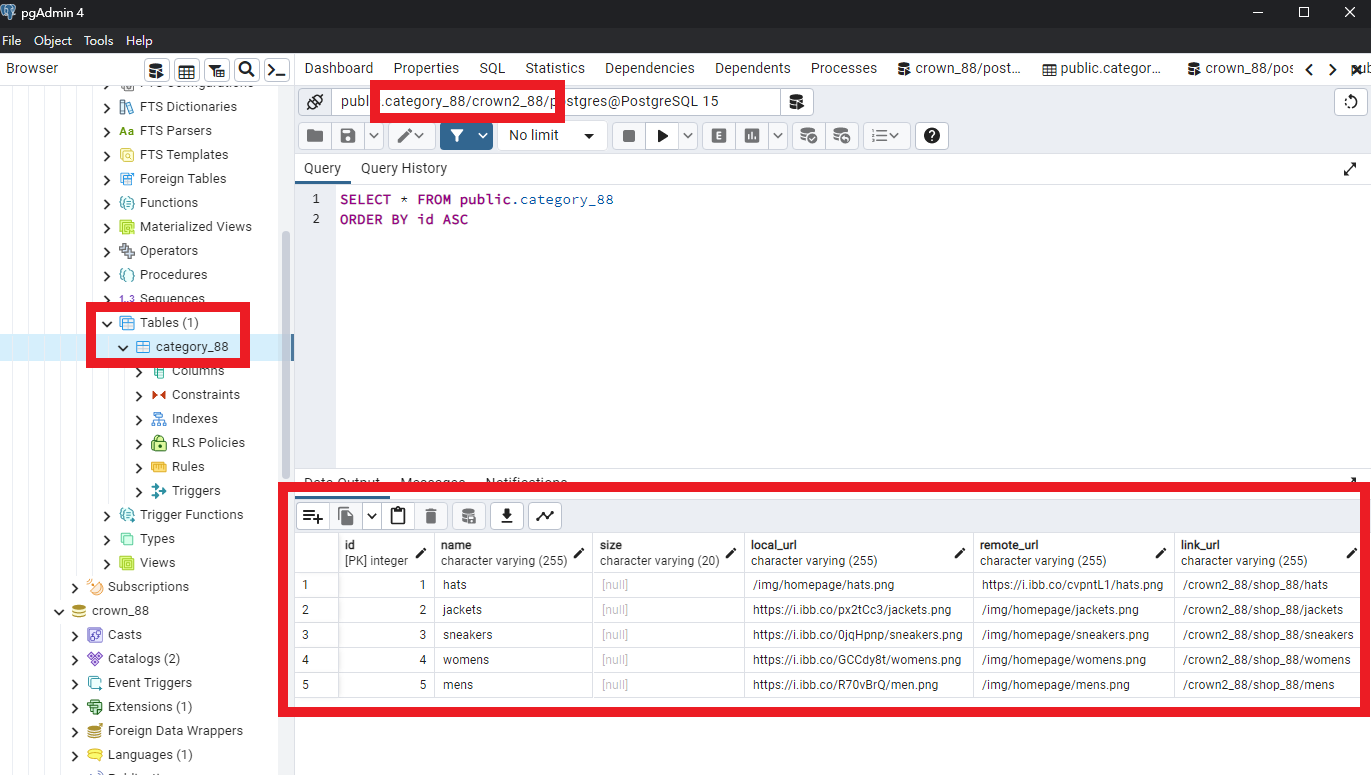 pgAdmin 4
File Object Tools Help
Browser
Dashboard Properties SQL Statistics Dependencies Dependents Processes crown_88/post... public.categor... crown_88/pos
public.category_88/crown2_88/postgres@PostgreSQL 15
No limit
E
Query Query History
1 SELECT * FROM public.category_88
2 ORDER BY id ASC
FTS Configurations
FTS Dictionaries
FTS Parsers
FTS Templates
Foreign Tables
Functions
Materialized Views
Operators
Procedures
1..3 Sequences
Tables (1)
category_88
Columns
Constraints
Indexes
RLS Policies
Rules
Triggers
Trigger Functions
Types
Views
Subscriptions
crown_88
Casts
Catalogs (2)
Event Triggers
Extensions (1)
Foreign Data Wrappers
Languages (1)
Data Output Messages Notifications
id name size local_url remote_url link_url
[PK] integer character varying (255) character varying (20) character varying (255) character varying (255) character varying (255)
1 1 hats [null] /img/homepage/hats.png https://i.ibb.co/cvpntL1/hats.png /crown2_88/shop_88/hats
2 2 jackets [null] https://i.ibb.co/px2tCc3/jackets.png /img/homepage/jackets.png /crown2_88/shop_88/jackets
3 3 sneakers [null] https://i.ibb.co/0jqHpnp/sneakers.png /img/homepage/sneakers.png /crown2_88/shop_88/sneakers
4 4 womens [null] https://i.ibb.co/GCCdy8t/womens.png /img/homepage/womens.png /crown2_88/shop_88/womens
5 5 mens [null] https://i.ibb.co/R70vBrQ/men.png /img/homepage/mens.png /crown2_88/shop_88/mens